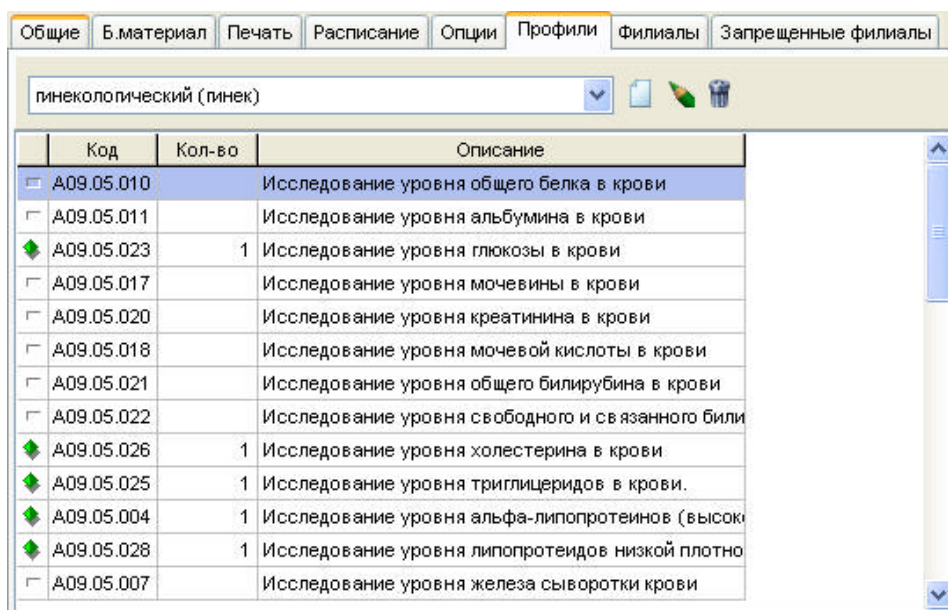 Общие Б.материал Печать Расписание Опции Профили Филиалы Запрещенные филиалы
гинекологический (гинек)
Код Кол-во Описание
A09.05.010 Исследование уровня общего белка в крови
A09.05.011 Исследование уровня альбумина в крови
A09.05.023 1 Исследование уровня глюкозы в крови
A09.05.017 Исследование уровня мочевины в крови
A09.05.020 Исследование уровня креатинина в крови
A09.05.018 Исследование уровня мочевой кислоты в крови
A09.05.021 Исследование уровня общего билирубина в крови
A09.05.022 Исследование уровня свободного и связанного били
A09.05.026 1 Исследование уровня холестерина в крови
A09.05.025 1 Исследование уровня триглицеридов в крови.
A09.05.004 1 Исследование уровня альфа-липопротеинов (высок
A09.05.028 1 Исследование уровня липопротеидов низкой плотно
A09.05.007 Исследование уровня железа сыворотки крови